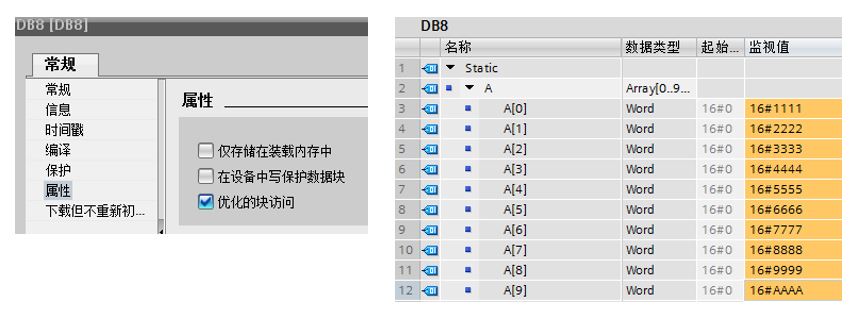 DB8 [DB8]
常规
常规
信息
时间戳
编译
保护
属性
下载但不重新初...
属性
仅存储在装载内存中
在设备中写保护数据块
优化的块访问
DB8
名称 数据类型 起始... 监视值
1 Static
2 A Array[0..9...
3 A[0] Word 16#0 16#1111
4 A[1] Word 16#0 16#2222
5 A[2] Word 16#0 16#3333
6 A[3] Word 16#0 16#4444
7 A[4] Word 16#0 16#5555
8 A[5] Word 16#0 16#6666
9 A[6] Word 16#0 16#7777
10 A[7] Word 16#0 16#8888
11 A[8] Word 16#0 16#9999
12 A[9] Word 16#0 16#AAAA